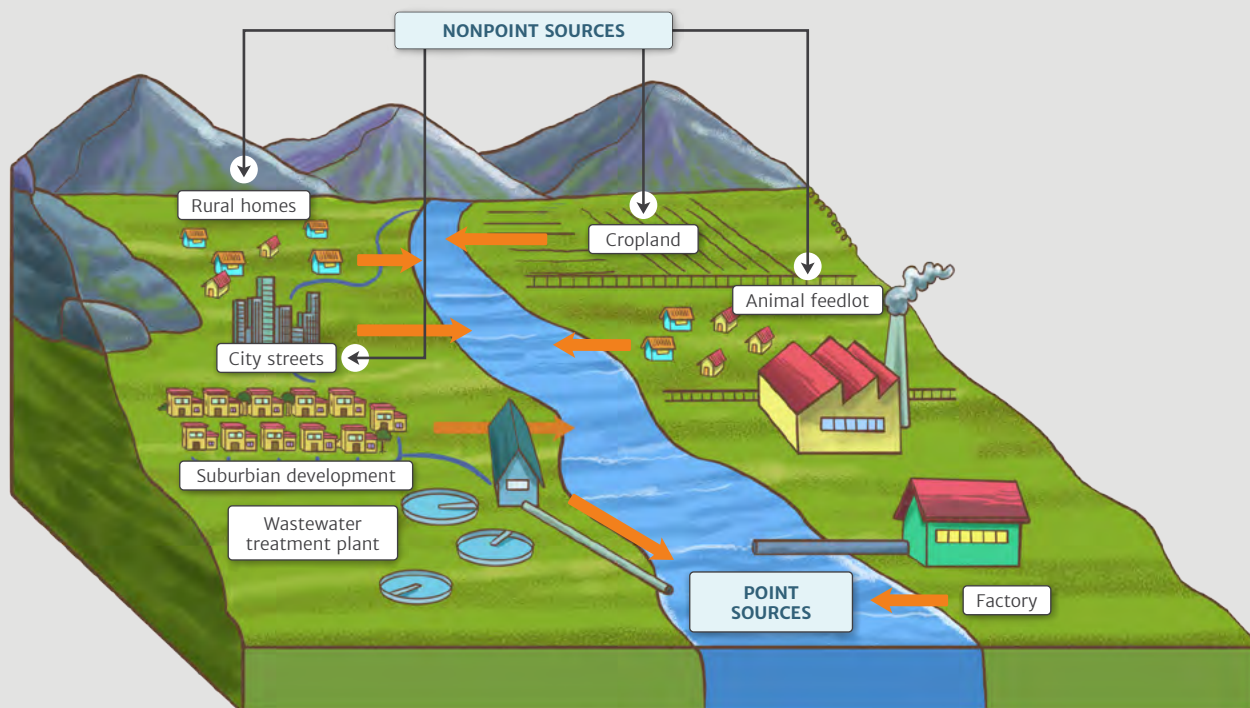 NONPOINT SOURCES
Rural homes
Cropland
Animal feedlot
City streets
Suburbian development
Wastewater
treatment plant
POINT
SOURCES
Factory